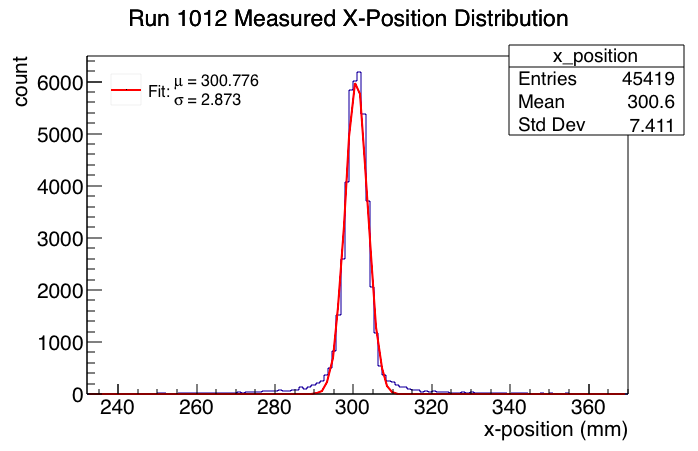 Run 1012 Measured X-Position Distribution
x_position
Entries 45419
Mean 300.6
Std Dev 7.411
Fit: μ = 300.776
σ = 2.873
count
6000
5000
4000
3000
2000
1000
0
240 260 280 300 320 340 360
x-position (mm)